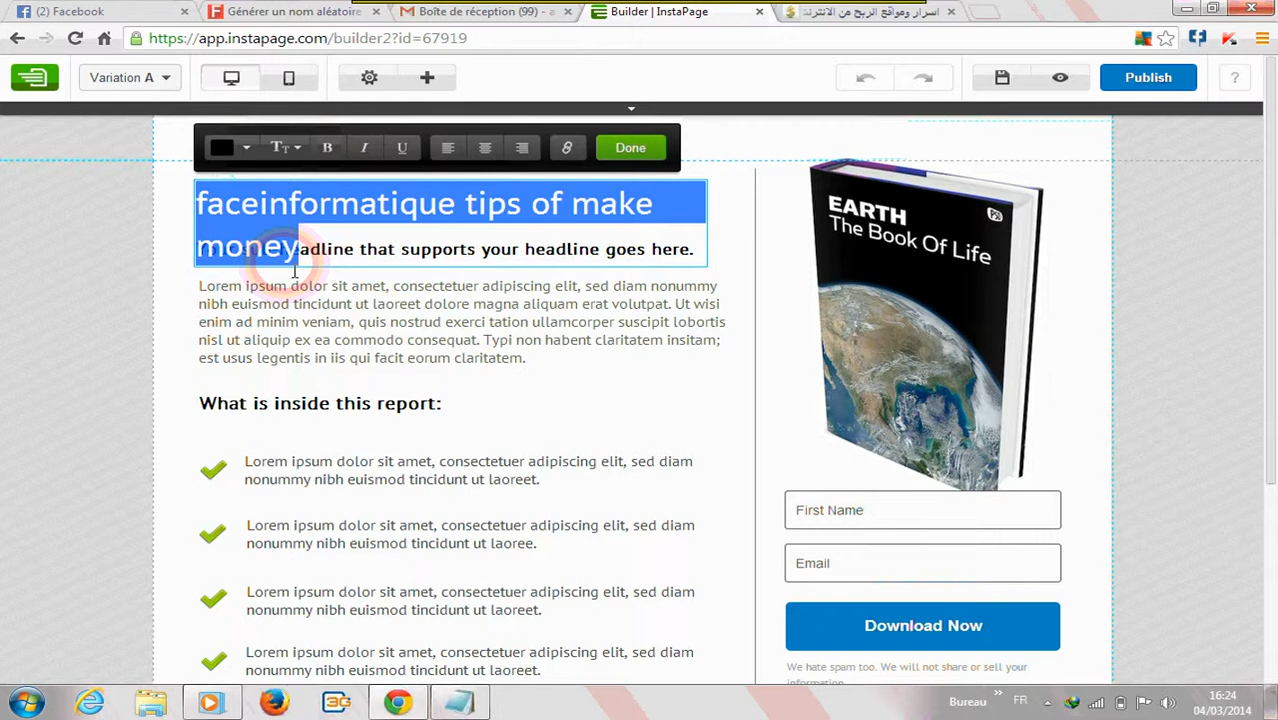 Facebook
Générer un nom aléatoire
Boîte de réception (99) - a
Builder | InstaPage
اسرار ومواقع الربح من الانترنة
https://app.instapage.com/builder2?id=67919
Variation A
Publish
?
TT
B
I
U
Done
faceinformatique tips of make
money
adline that supports your headline goes here.
Lorem ipsum dolor sit amet, consectetuer adipiscing elit, sed diam nonummy
nibh euismod tincidunt ut laoreet dolore magna aliquam erat volutpat. Ut wisi
enim ad minim veniam, quis nostrud exerci tation ullamcorper suscipit lobortis
nisl ut aliquip ex ea commodo consequat. Typi non habent claritatem insitam;
est usus legentis in iis qui facit eorum claritatem.
What is inside this report:
Lorem ipsum dolor sit amet, consectetuer adipiscing elit, sed diam
nonummy nibh euismod tincidunt ut laoreet.
Lorem ipsum dolor sit amet, consectetuer adipiscing elit, sed diam
nonummy nibh euismod tincidunt ut laoree.
Lorem ipsum dolor sit amet, consectetuer adipiscing elit, sed diam
nonummy nibh euismod tincidunt ut laoreet.
Lorem ipsum dolor sit amet, consectetuer adipiscing elit, sed diam
nonummy nibh euismod tincidunt ut laoreet.
EARTH
The Book Of Life
First Name
Email
Download Now
We hate spam too. We will not share or sell your
information.
3G
Bureau
FR
16:24
04/03/2014